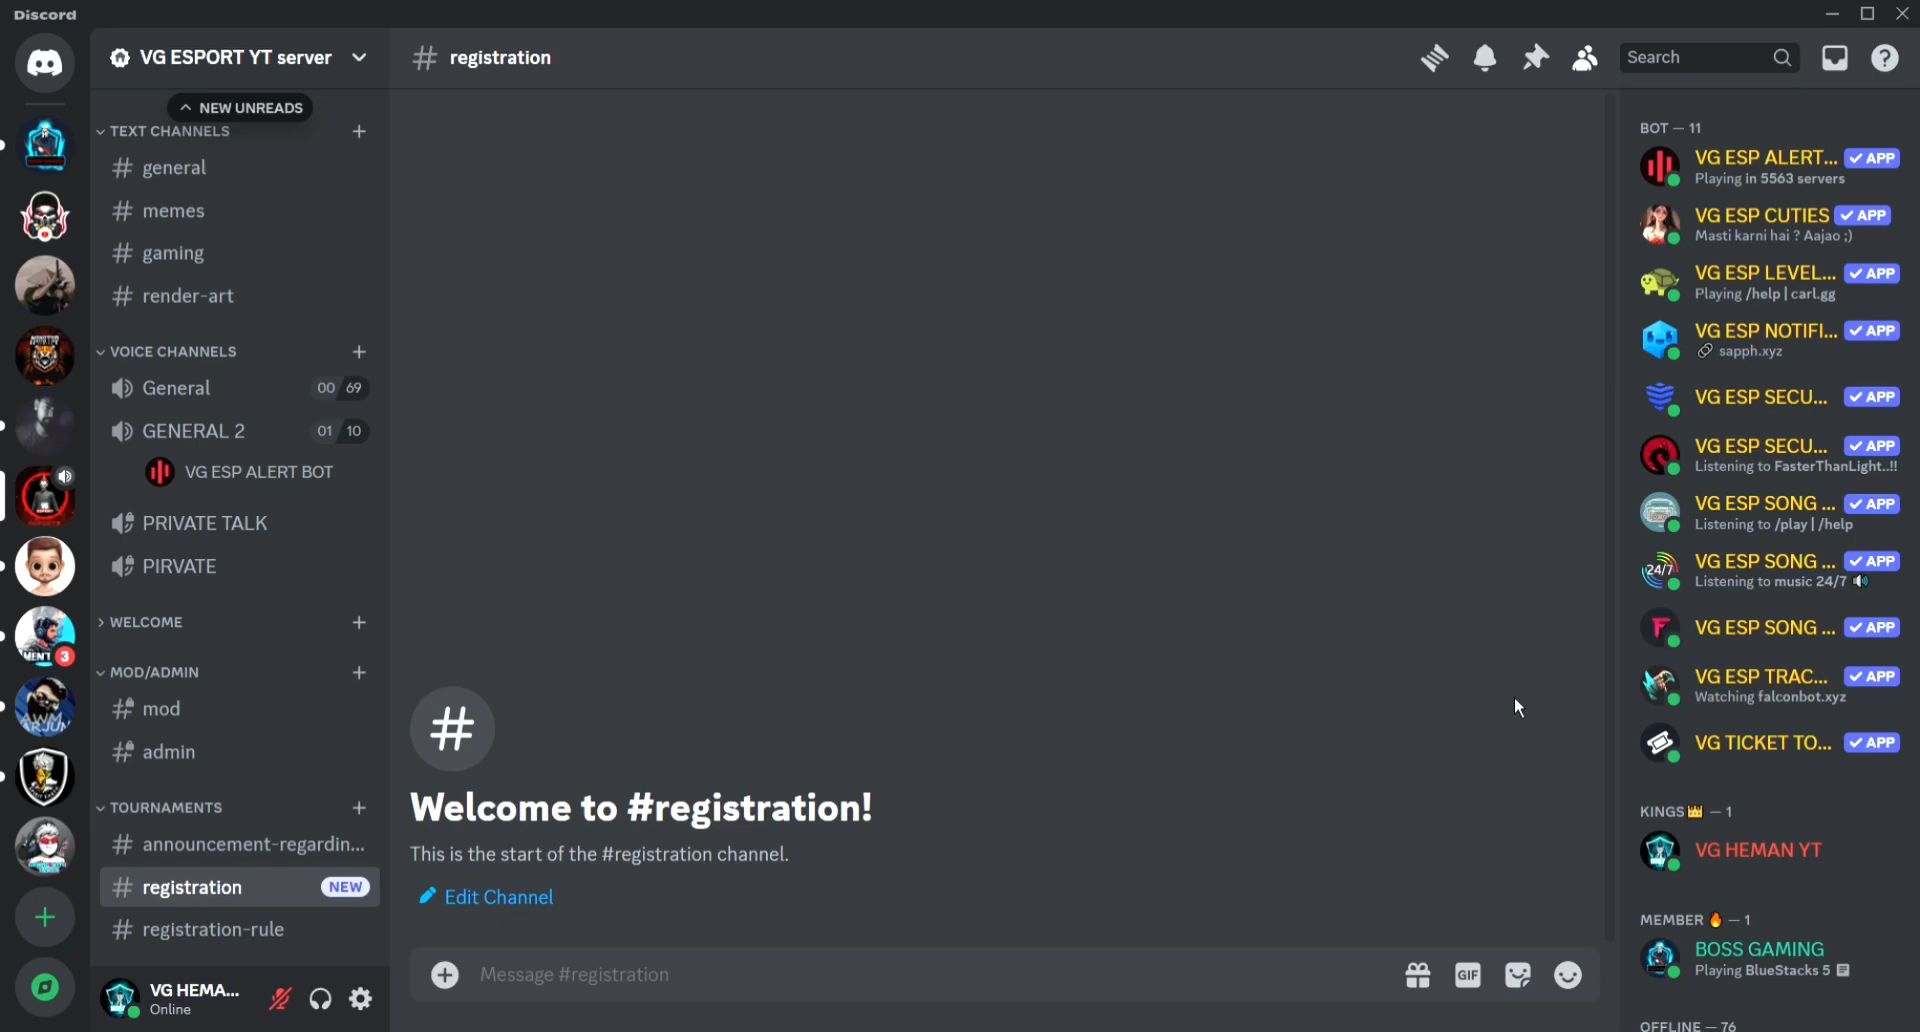 Discord
VG ESPORT YT server
NEW UNREADS
TEXT CHANNELS
general
memes
gaming
render-art
VOICE CHANNELS
General 00 69
GENERAL 2 01 10
VG ESP ALERT BOT
PRIVATE TALK
PIRVATE
WELCOME
MOD/ADMIN
mod
admin
TOURNAMENTS
announcement-regardin...
registration NEW
registration-rule
VG HEMA...
Online
3
# registration
Search
Welcome to #registration!
This is the start of the #registration channel.
Edit Channel
Message #registration
GIF
BOT — 11
VG ESP ALERT... ✓ APP
Playing in 5563 servers
VG ESP CUTIES ✓ APP
Masti karni hai ? Aajao ;)
VG ESP LEVEL... ✓ APP
Playing /help | carl.gg
VG ESP NOTIFI... ✓ APP
🔗 sapph.xyz
VG ESP SECU... ✓ APP
VG ESP SECU... ✓ APP
Listening to FasterThanLight..!!
VG ESP SONG ... ✓ APP
Listening to /play | /help
24/7
VG ESP SONG ... ✓ APP
Listening to music 24/7 🔊
VG ESP SONG ... ✓ APP
VG ESP TRAC... ✓ APP
Watching falconbot.xyz
VG TICKET TO... ✓ APP
KINGS👑 — 1
VG HEMAN YT
MEMBER🔥 — 1
BOSS GAMING
Playing BlueStacks 5
OFFLINE — 76